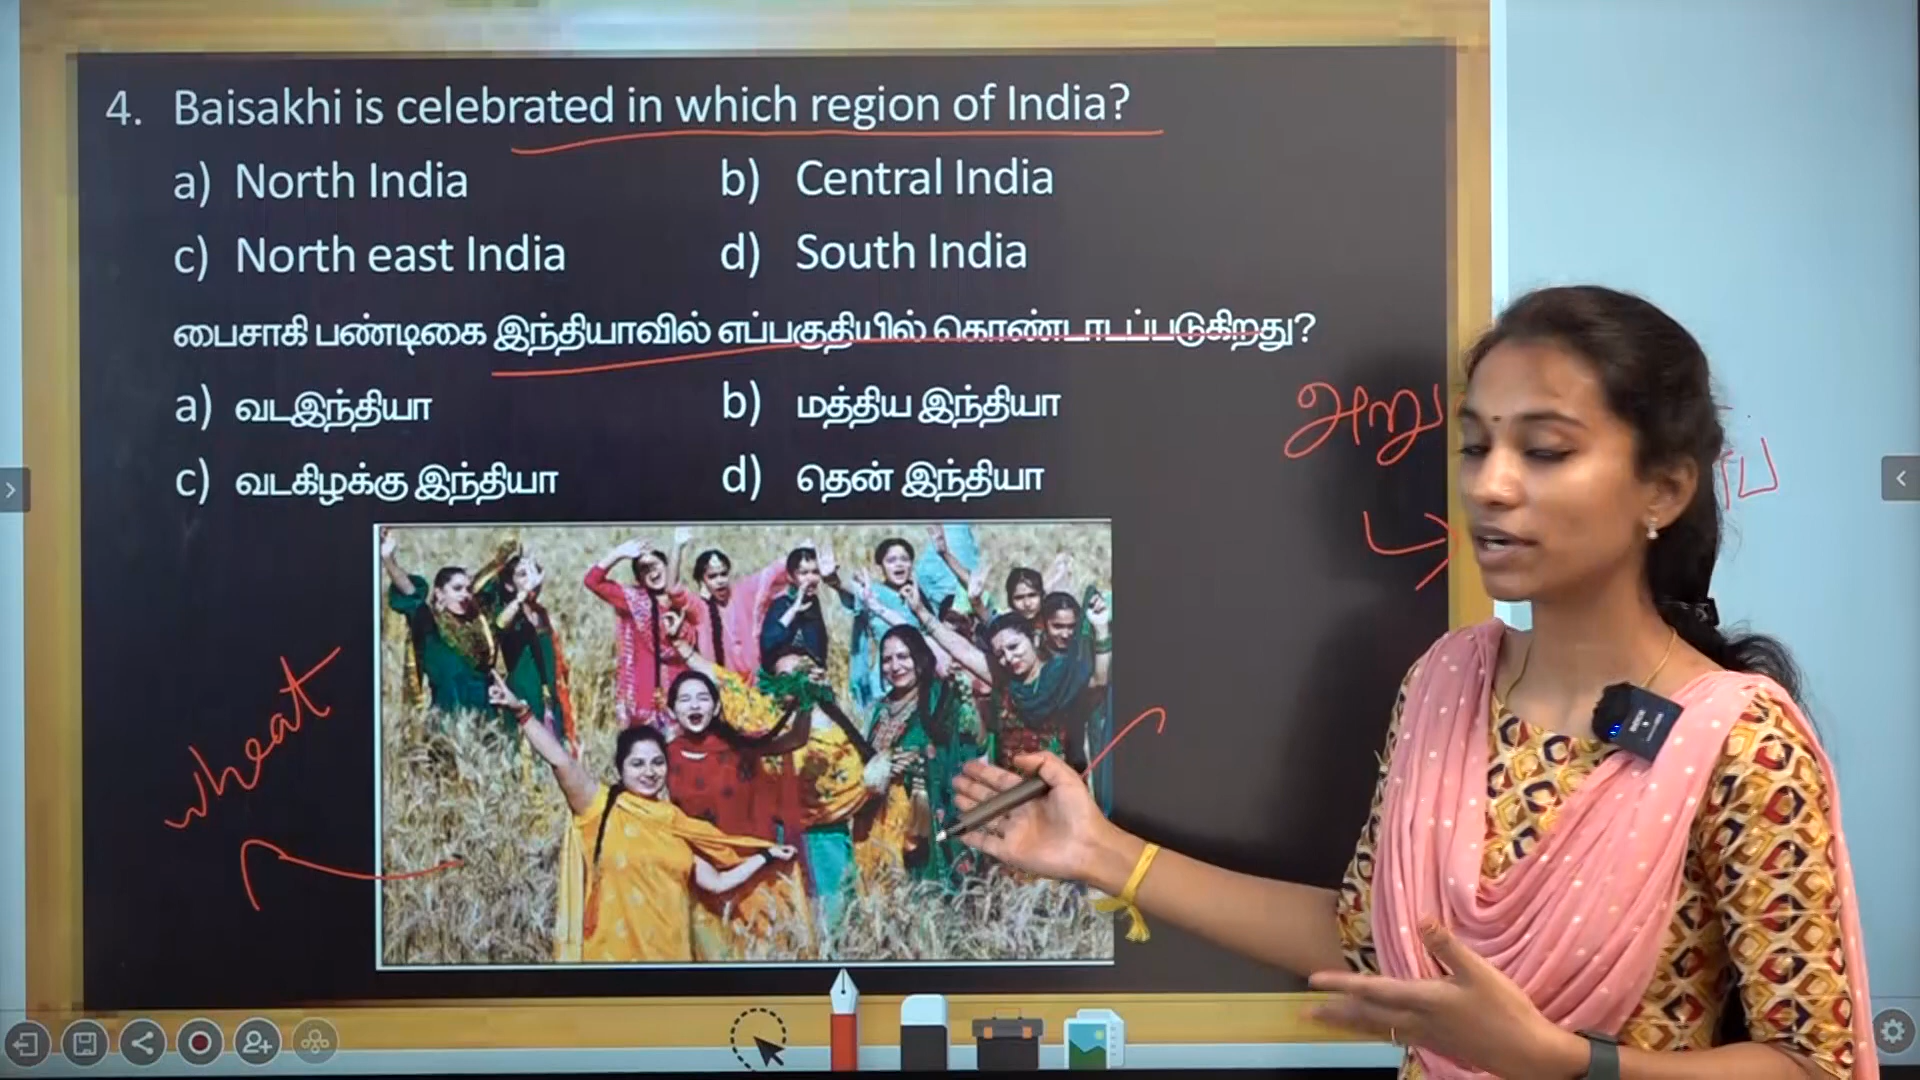 4. Baisakhi is celebrated in which region of India?
a) North India b) Central India
c) North east India d) South India
பைசாகி பண்டிகை இந்தியாவில் எப்பகுதியில் கொண்டாடப்படுகிறது?
a) வடஇந்தியா b) மத்திய இந்தியா
c) வடகிழக்கு இந்தியா d) தென் இந்தியா
wheat